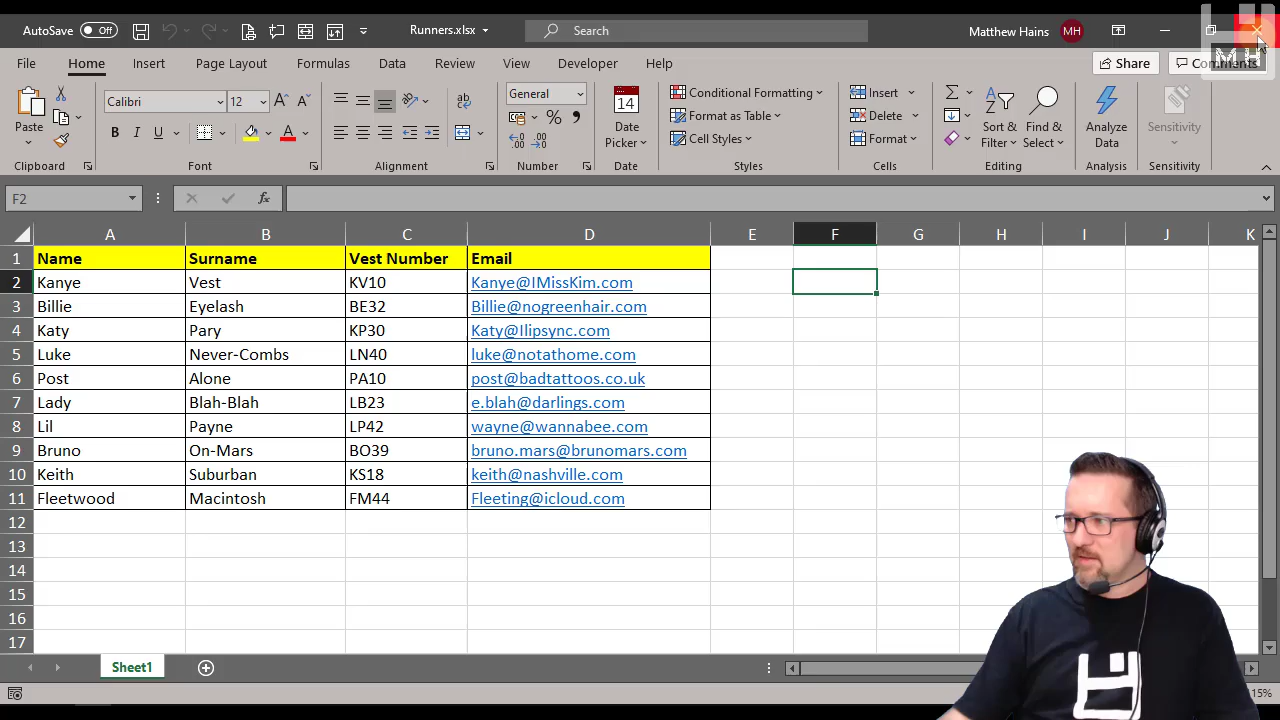 AutoSave Off Runners.xlsx Search Matthew Hains MH
File Home Insert Page Layout Formulas Data Review View Developer Help Share Comments
Calibri 12 General Conditional Formatting Insert
Paste Format as Table Delete
B I U Cell Styles Format
14 Date Picker Sort & Filter Find & Select Analyze Data Sensitivity
Clipboard Font Alignment Number Date Styles Cells Editing Analysis Sensitivity
MH
F2 fx
A B C D E F G H I J K
1 Name Surname Vest Number Email
2 Kanye Vest KV10 Kanye@IMissKim.com
3 Billie Eyelash BE32 Billie@nogreenhair.com
4 Katy Pary KP30 Katy@Ilipsync.com
5 Luke Never-Combs LN40 luke@notathome.com
6 Post Alone PA10 post@badtattoos.co.uk
7 Lady Blah-Blah LB23 e.blah@darlings.com
8 Lil Payne LP42 wayne@wannabee.com
9 Bruno On-Mars BO39 bruno.mars@brunomars.com
10 Keith Suburban KS18 keith@nashville.com
11 Fleetwood Macintosh FM44 Fleeting@icloud.com
12
13
14
15
16
17
Sheet1
15%